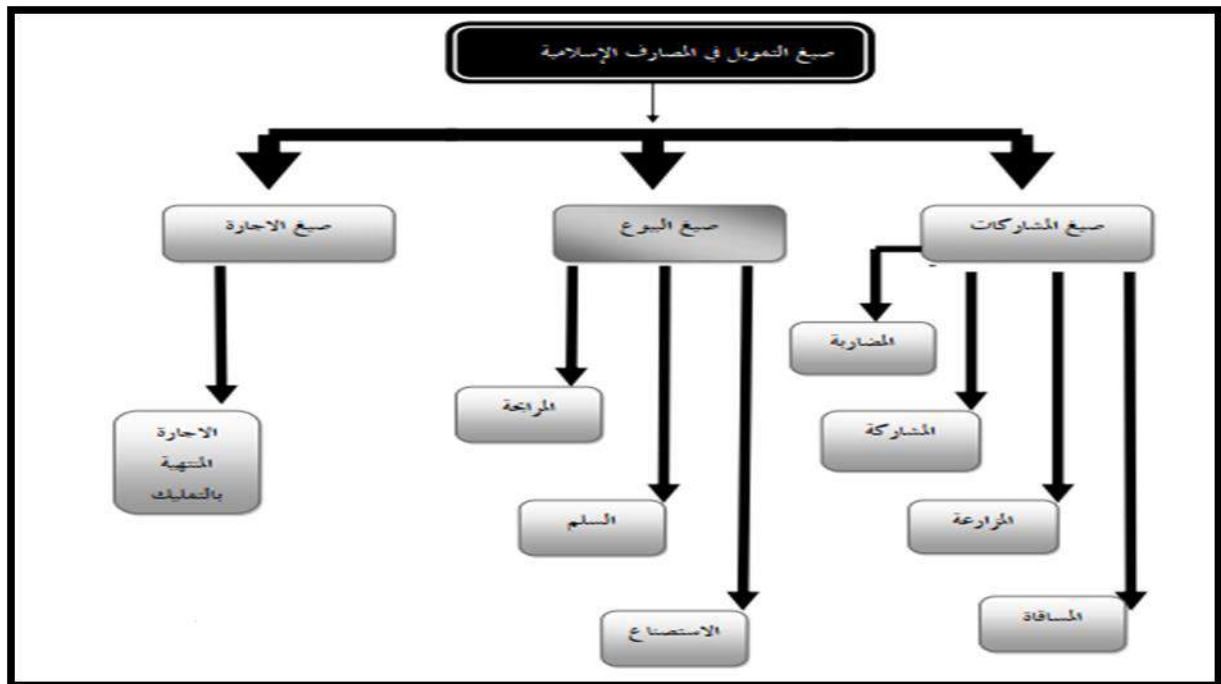 صيغ التمويل في المصارف الإسلامية
صيغ المشاركات
صيغ البيوع
صيغ الاجارة
المضاربة
المرابحة
المشاركة
الاجارة
المنتهية
بالتمليك
السلم
المزارعة
الاستصناع
المساقاة